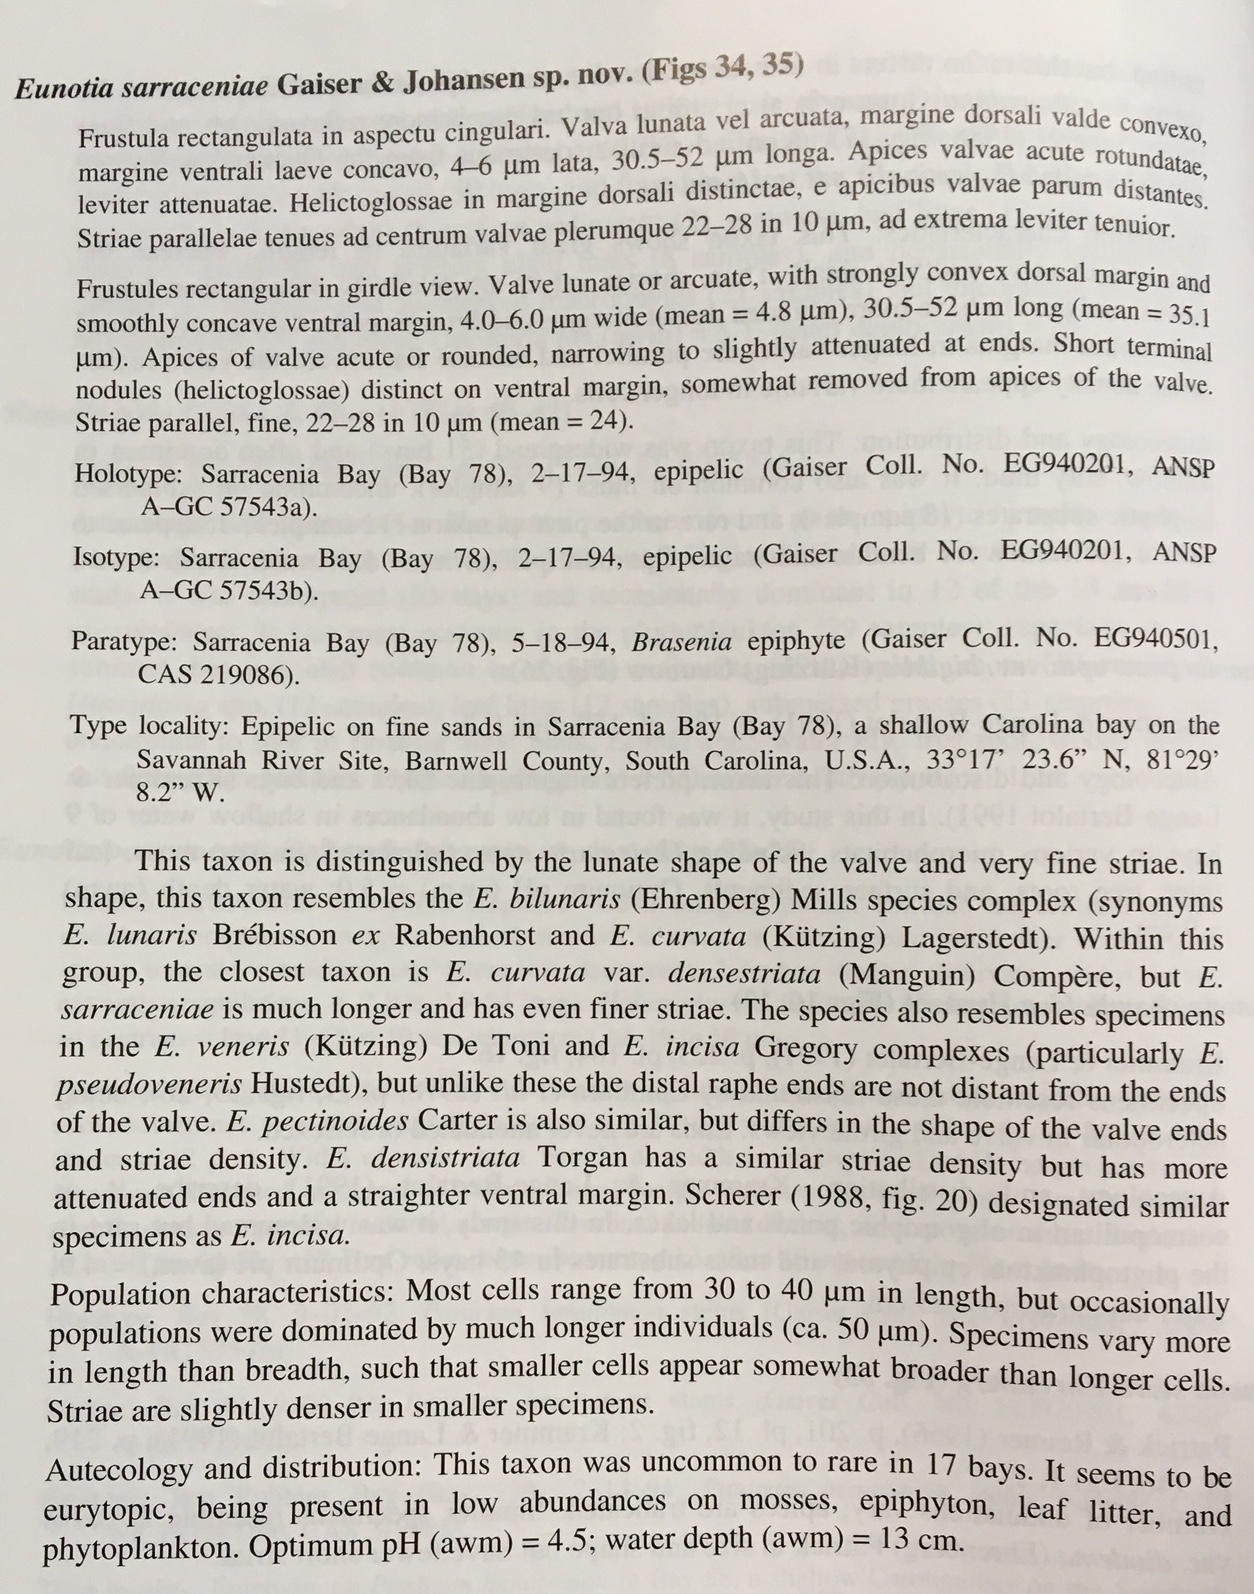 Eunotia sarraceniae Gaiser & Johansen sp. nov. (Figs 34, 35)
Frustula rectangulata in aspectu cingulari. Valva lunata vel arcuata, margine dorsali valde convexo,
margine ventrali laeve concavo, 4–6 µm lata, 30.5–52 µm longa. Apices valvae acute rotundatae,
leviter attenuatae. Helictoglossae in margine dorsali distinctae, e apicibus valvae parum distantes.
Striae parallelae tenues ad centrum valvae plerumque 22–28 in 10 µm, ad extrema leviter tenuior.
Frustules rectangular in girdle view. Valve lunate or arcuate, with strongly convex dorsal margin and
smoothly concave ventral margin, 4.0–6.0 µm wide (mean = 4.8 µm), 30.5–52 µm long (mean = 35.1
µm). Apices of valve acute or rounded, narrowing to slightly attenuated at ends. Short terminal
nodules (helictoglossae) distinct on ventral margin, somewhat removed from apices of the valve.
Striae parallel, fine, 22–28 in 10 µm (mean = 24).
Holotype: Sarracenia Bay (Bay 78), 2–17–94, epipelic (Gaiser Coll. No. EG940201, ANSP
A–GC 57543a).
Isotype: Sarracenia Bay (Bay 78), 2–17–94, epipelic (Gaiser Coll. No. EG940201, ANSP
A–GC 57543b).
Paratype: Sarracenia Bay (Bay 78), 5–18–94, Brasenia epiphyte (Gaiser Coll. No. EG940501,
CAS 219086).
Type locality: Epipelic on fine sands in Sarracenia Bay (Bay 78), a shallow Carolina bay on the
Savannah River Site, Barnwell County, South Carolina, U.S.A., 33°17’ 23.6” N, 81°29’
8.2” W.
This taxon is distinguished by the lunate shape of the valve and very fine striae. In
shape, this taxon resembles the E. bilunaris (Ehrenberg) Mills species complex (synonyms
E. lunaris Brébisson ex Rabenhorst and E. curvata (Kützing) Lagerstedt). Within this
group, the closest taxon is E. curvata var. densestriata (Manguin) Compère, but E.
sarraceniae is much longer and has even finer striae. The species also resembles specimens
in the E. veneris (Kützing) De Toni and E. incisa Gregory complexes (particularly E.
pseudoveneris Hustedt), but unlike these the distal raphe ends are not distant from the ends
of the valve. E. pectinoides Carter is also similar, but differs in the shape of the valve ends
and striae density. E. densistriata Torgan has a similar striae density but has more
attenuated ends and a straighter ventral margin. Scherer (1988, fig. 20) designated similar
specimens as E. incisa.
Population characteristics: Most cells range from 30 to 40 µm in length, but occasionally
populations were dominated by much longer individuals (ca. 50 µm). Specimens vary more
in length than breadth, such that smaller cells appear somewhat broader than longer cells.
Striae are slightly denser in smaller specimens.
Autecology and distribution: This taxon was uncommon to rare in 17 bays. It seems to be
eurytopic, being present in low abundances on mosses, epiphyton, leaf litter, and
phytoplankton. Optimum pH (awm) = 4.5; water depth (awm) = 13 cm.